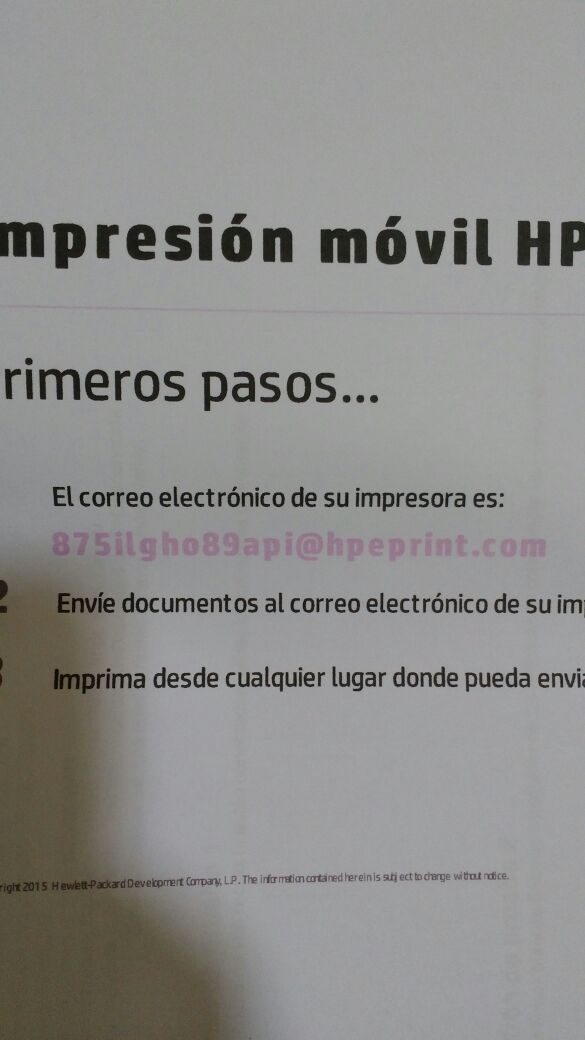 mpresión móvil HP
rimeros pasos...
El correo electrónico de su impresora es:
875ilgho89api@hpeprint.com
2 Envíe documentos al correo electrónico de su im
3 Imprima desde cualquier lugar donde pueda envia
right 2015 Hewlett-Packard Development Company, L.P. The information contained herein is subject to change without notice.